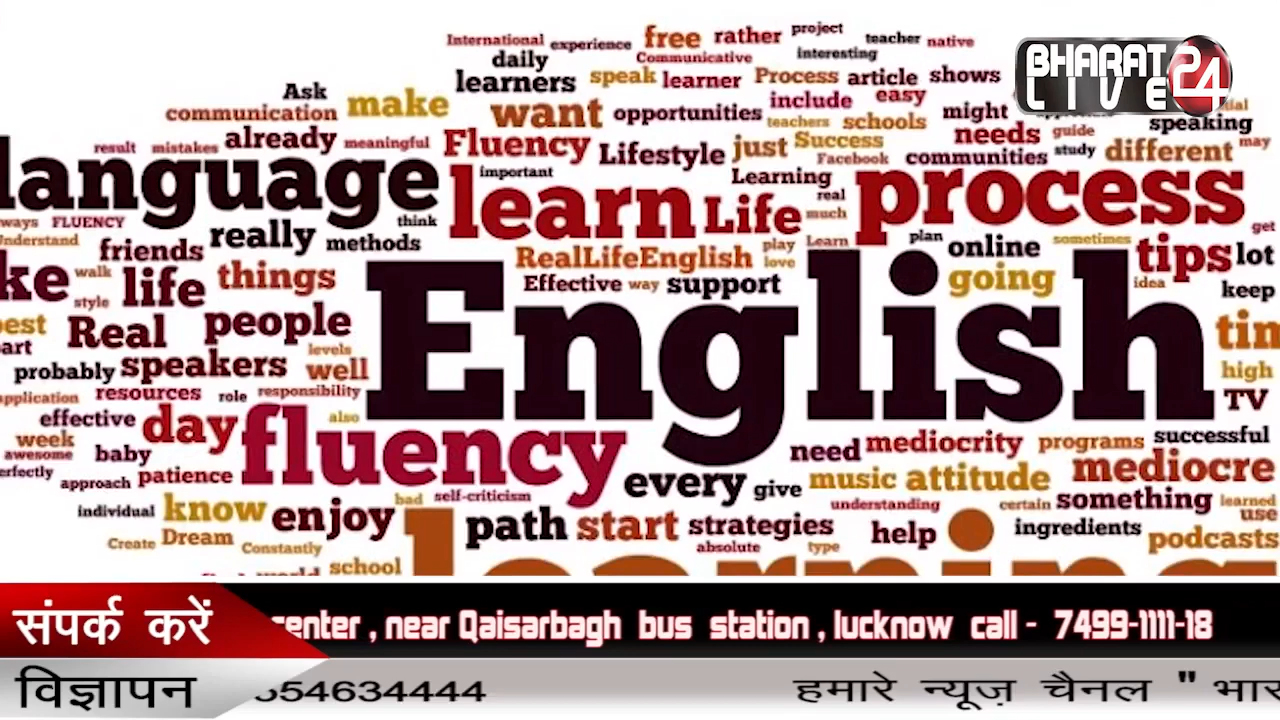 International experience free rather project teacher native
BHARAT 24
LIVE
daily Communicative interesting
learners speak learner Process article shows
Ask
communication make want opportunities include easy might
teachers schools needs guide speaking
result mistakes already meaningful Fluency Lifestyle just Success Facebook communities study different may
language important learn Life Learning real much process
FLUENCY think get
Understand friends really methods RealLifeEnglish play love Learn plan online sometimes tips lot
walk life things Effective way support going idea keep
style
Real people English
probably speakers levels well high
resources role responsibility TV
effective day also fluency need mediocrity programs successful
week awesome baby mediocre
approach patience every give music attitude
individual know enjoy bad self-criticism understanding certain something learned use
path start strategies help ingredients
Create Dream Constantly absolute type podcasts
school learning
संपर्क करें
center , near Qaisarbagh bus station , lucknow call - 7499-1111-18
विज्ञापन
554634444 हमारे न्यूज़ चैनल "